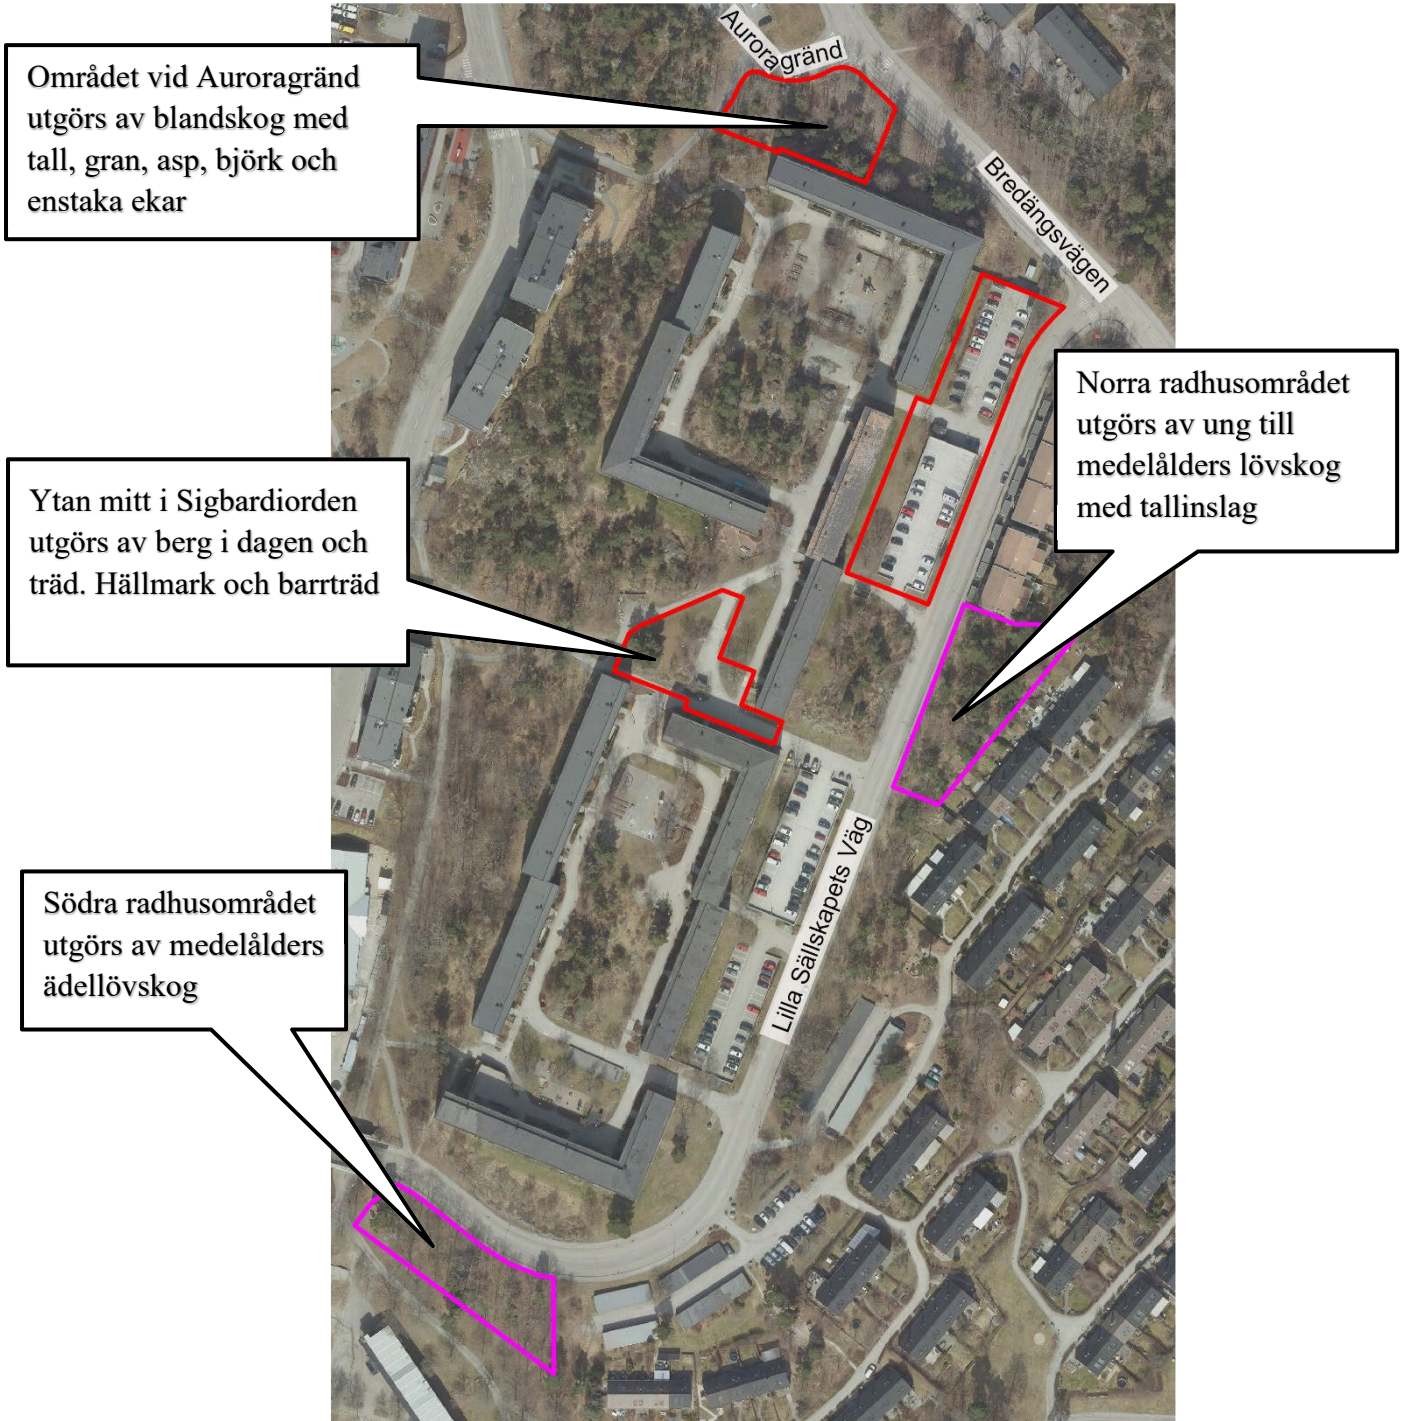 Auroragränd
Området vid Auroragränd
utgörs av blandskog med
tall, gran, asp, björk och
enstaka ekar
Bredängsvägen
Norra radhusområdet
utgörs av ung till
medelålders lövskog
med tallinslag
Ytan mitt i Sigbardiorden
utgörs av berg i dagen och
träd. Hällmark och barrträd
Lilla Sällskapets Väg
Södra radhusområdet
utgörs av medelålders
ädellövskog